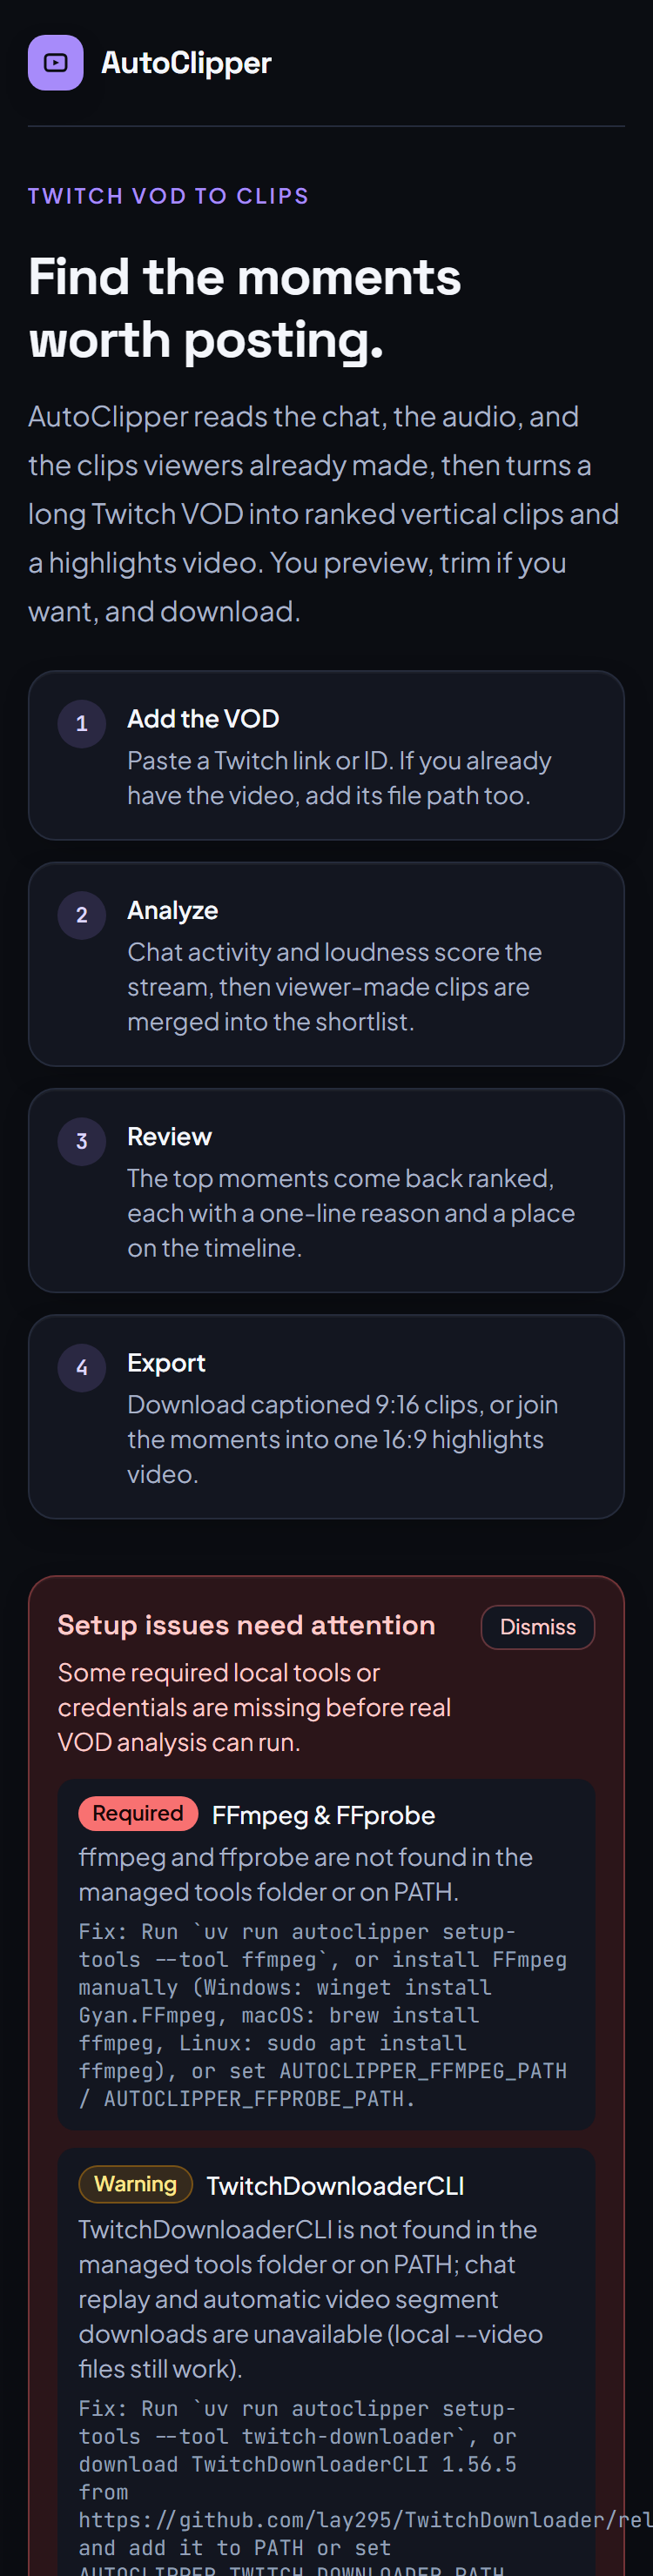 AutoClipper
TWITCH VOD TO CLIPS
Find the moments
worth posting.
AutoClipper reads the chat, the audio, and
the clips viewers already made, then turns a
long Twitch VOD into ranked vertical clips and
a highlights video. You preview, trim if you
want, and download.
1
Add the VOD
Paste a Twitch link or ID. If you already
have the video, add its file path too.
2
Analyze
Chat activity and loudness score the
stream, then viewer-made clips are
merged into the shortlist.
3
Review
The top moments come back ranked,
each with a one-line reason and a place
on the timeline.
4
Export
Download captioned 9:16 clips, or join
the moments into one 16:9 highlights
video.
Setup issues need attention
Dismiss
Some required local tools or
credentials are missing before real
VOD analysis can run.
Required FFmpeg & FFprobe
ffmpeg and ffprobe are not found in the
managed tools folder or on PATH.
Fix: Run `uv run autoclipper setup-
tools --tool ffmpeg`, or install FFmpeg
manually (Windows: winget install
Gyan.FFmpeg, macOS: brew install
ffmpeg, Linux: sudo apt install
ffmpeg), or set AUTOCLIPPER_FFMPEG_PATH
/ AUTOCLIPPER_FFPROBE_PATH.
Warning TwitchDownloaderCLI
TwitchDownloaderCLI is not found in the
managed tools folder or on PATH; chat
replay and automatic video segment
downloads are unavailable (local --video
files still work).
Fix: Run `uv run autoclipper setup-
tools --tool twitch-downloader`, or
download TwitchDownloaderCLI 1.56.5
from
https://github.com/lay295/TwitchDownloader/rel
and add it to PATH or set
AUTOCLIPPER_TWITCH_DOWNLOADER_PATH